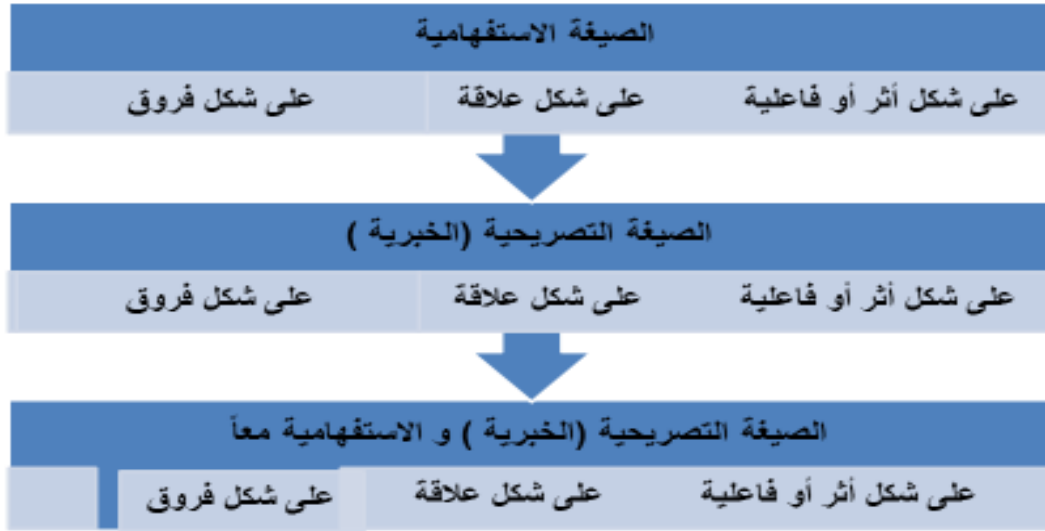 الصيغة الاستفهامية
على شكل أثر أو فاعلية على شكل علاقة على شكل فروق
الصيغة التصريحية (الخبرية )
على شكل أثر أو فاعلية على شكل علاقة على شكل فروق
الصيغة التصريحية (الخبرية ) و الاستفهامية معاً
على شكل أثر أو فاعلية على شكل علاقة على شكل فروق